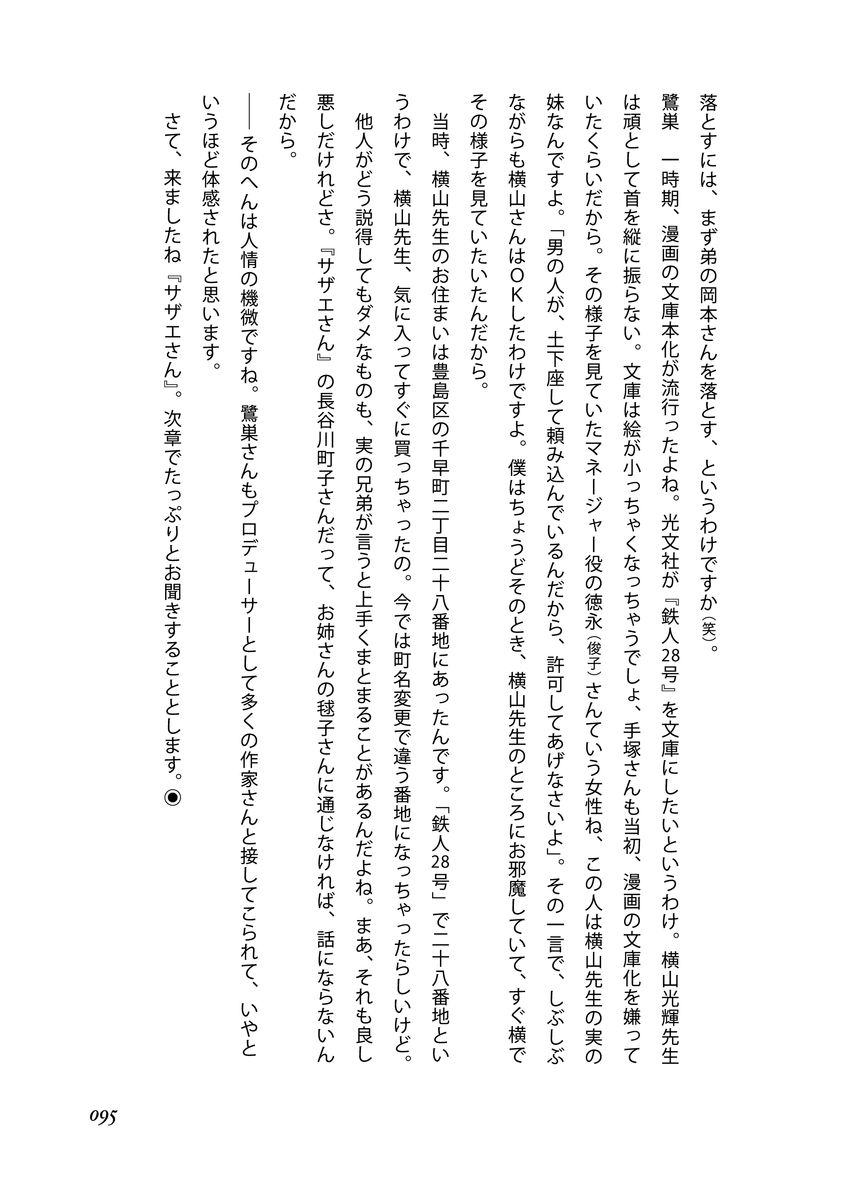 落とすには、まず弟の岡本さんを落とす、というわけですか（笑）。
鷺巣　一時期、漫画の文庫本化が流行ったよね。光文社が『鉄人28号』を文庫にしたいというわけ。横山光輝先生
は頑として首を縦に振らない。文庫は絵が小っちゃくなっちゃうでしょ、手塚さんも当初、漫画の文庫化を嫌って
いたくらいだから。その様子を見ていたマネージャー役の徳永（俊子）さんていう女性ね、この人は横山先生の実の
妹なんですよ。「男の人が、土下座して頼み込んでいるんだから、許可してあげなさいよ」。その一言で、しぶしぶ
ながらも横山さんはＯＫしたわけですよ。僕はちょうどそのとき、横山先生のところにお邪魔していて、すぐ横で
その様子を見ていたいたんだから。
　当時、横山先生のお住まいは豊島区の千早町二丁目二十八番地にあったんです。「鉄人28号」で二十八番地とい
うわけで、横山先生、気に入ってすぐに買っちゃったの。今では町名変更で違う番地になっちゃったらしいけど。
　他人がどう説得してもダメなものも、実の兄弟が言うと上手くまとまることがあるんだよね。まあ、それも良し
悪しだけれどさ。『サザエさん』の長谷川町子さんだって、お姉さんの毬子さんに通じなければ、話にならないん
だから。
――そのへんは人情の機微ですね。鷺巣さんもプロデューサーとして多くの作家さんと接してこられて、いやと
いうほど体感されたと思います。
　さて、来ましたね『サザエさん』。次章でたっぷりとお聞きすることとします。◉
095